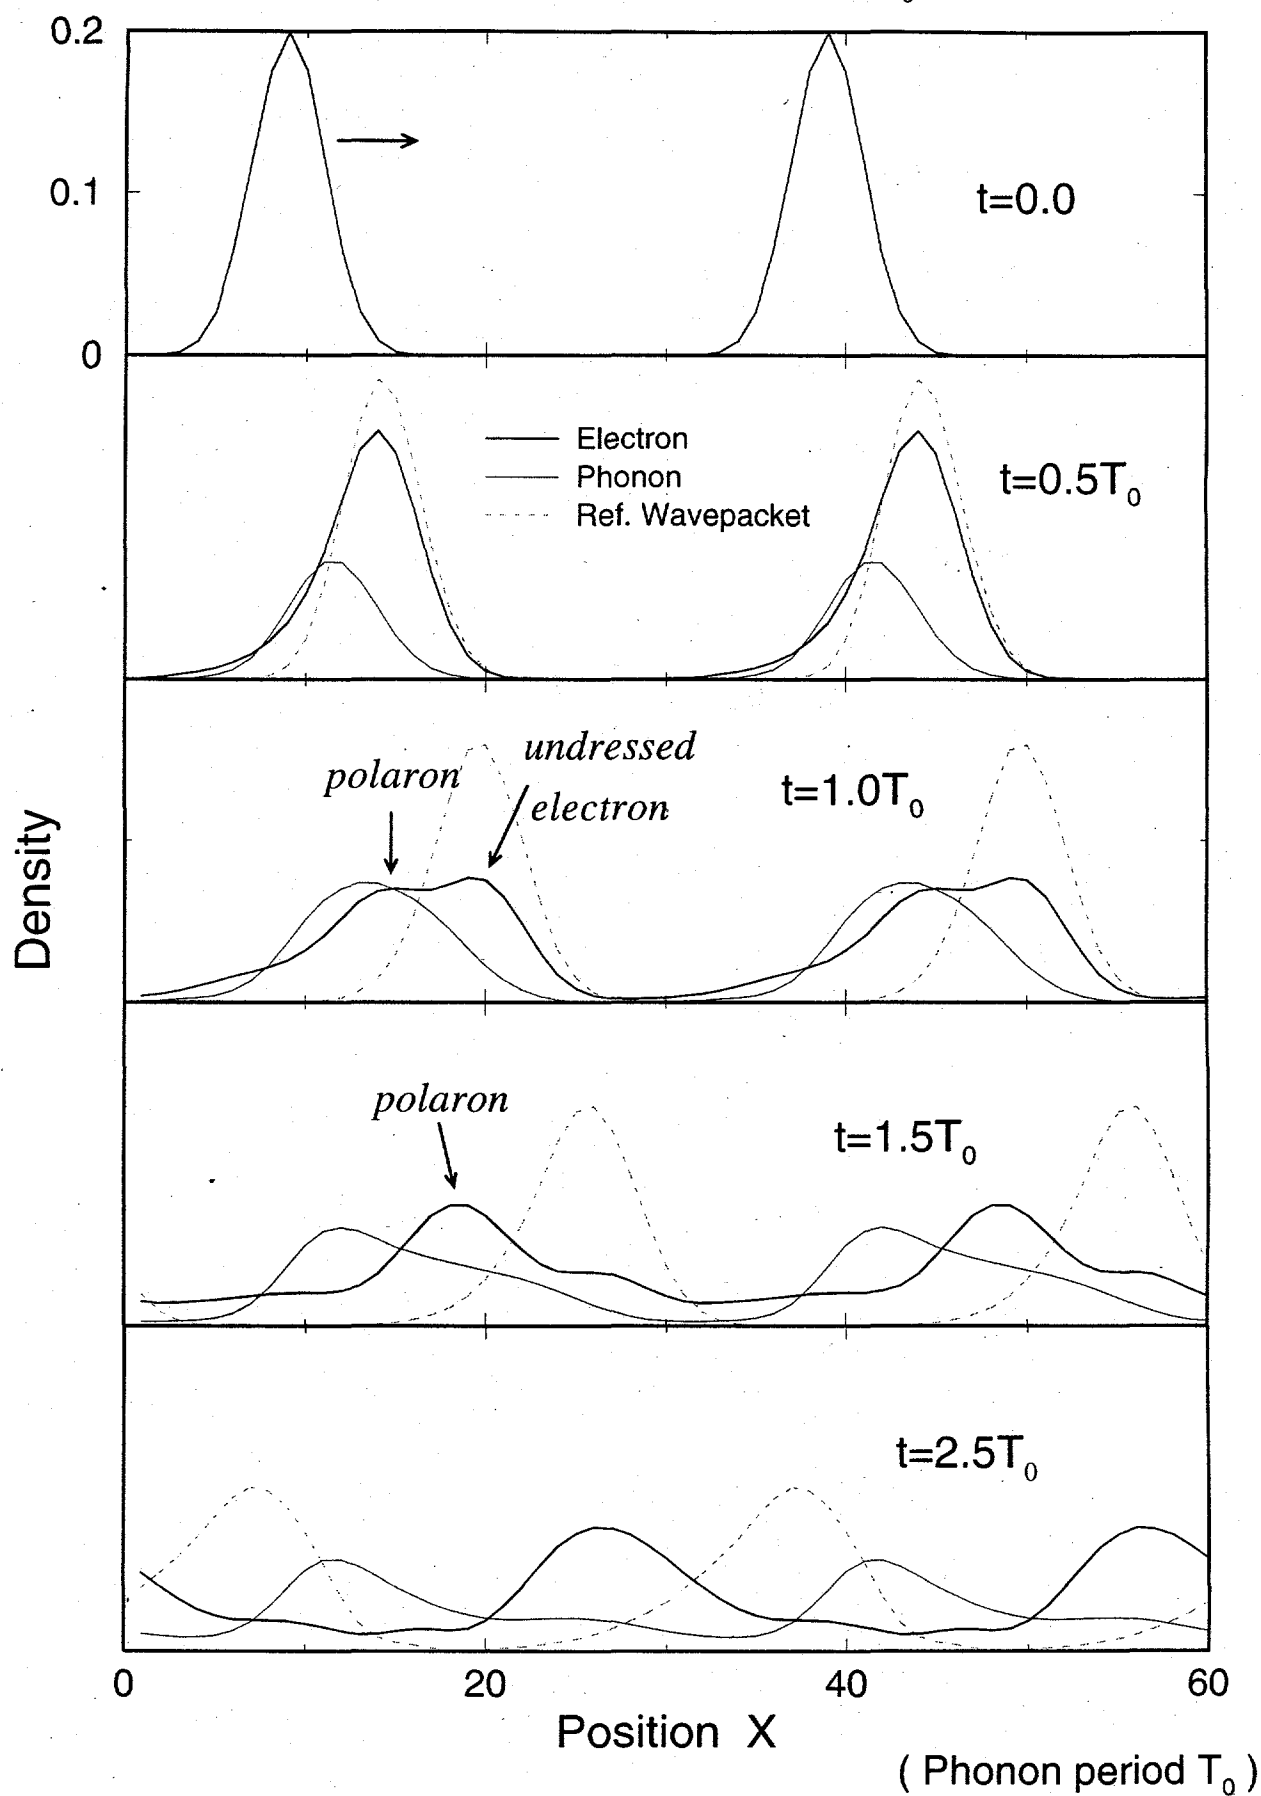 0.2
0.1
0
t=0.0
Electron
Phonon
Ref. Wavepacket
t=0.5T₀
polaron
undressed
electron
t=1.0T₀
Density
polaron
t=1.5T₀
t=2.5T₀
0 20 40 60
Position X
( Phonon period T₀ )